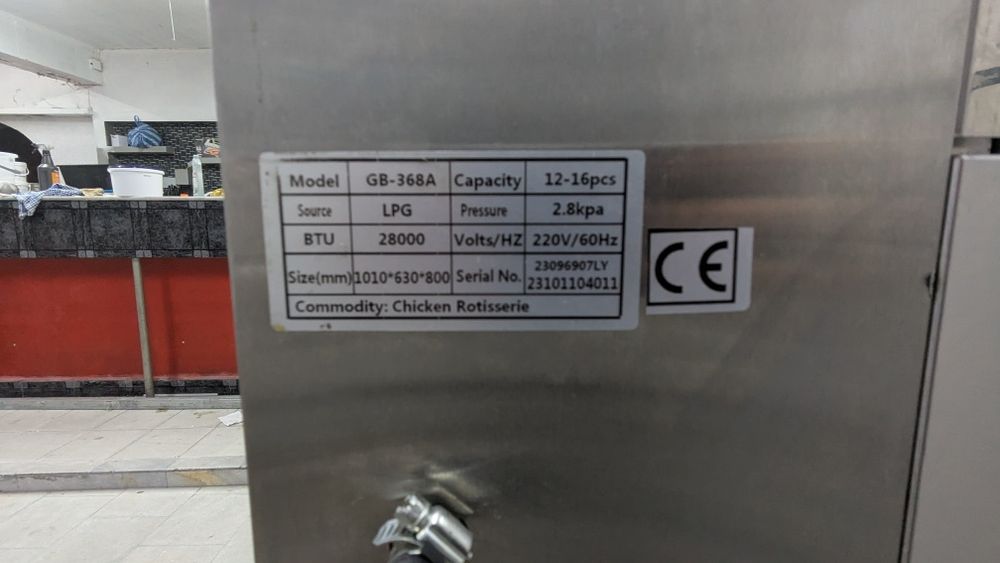 Model GB-368A Capacity 12-16pcs
Source LPG Pressure 2.8kpa
BTU 28000 Volts/HZ 220V/60Hz
Size(mm) 1010*630*800 Serial No. 23096907LY
23101104011
Commodity: Chicken Rotisserie
CE